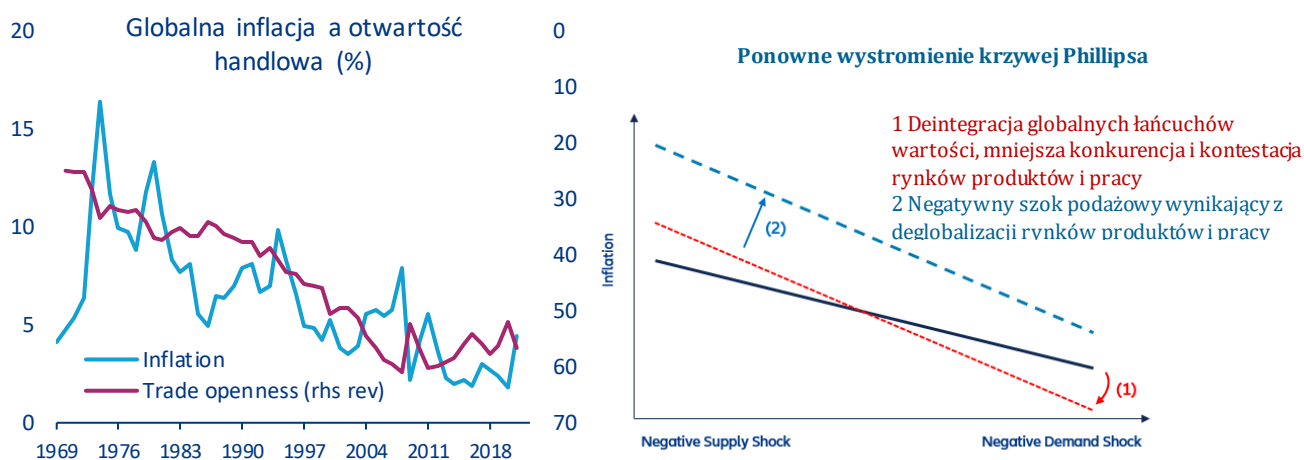 Globalna inflacja a otwartość
handlowa (%)
20
15
10
5
0
0
10
20
30
40
50
60
70
Inflation
Trade openness (rhs rev)
1969 1976 1983 1990 1997 2004 2011 2018
Ponowne wystromienie krzywej Phillipsa
1 Deintegracja globalnych łańcuchów
wartości, mniejsza konkurencja i kontestacja
rynków produktów i pracy
2 Negatywny szok podażowy wynikający z
deglobalizacji rynków produktów i pracy
(2)
(1)
Inflation
Negative Supply Shock
Negative Demand Shock